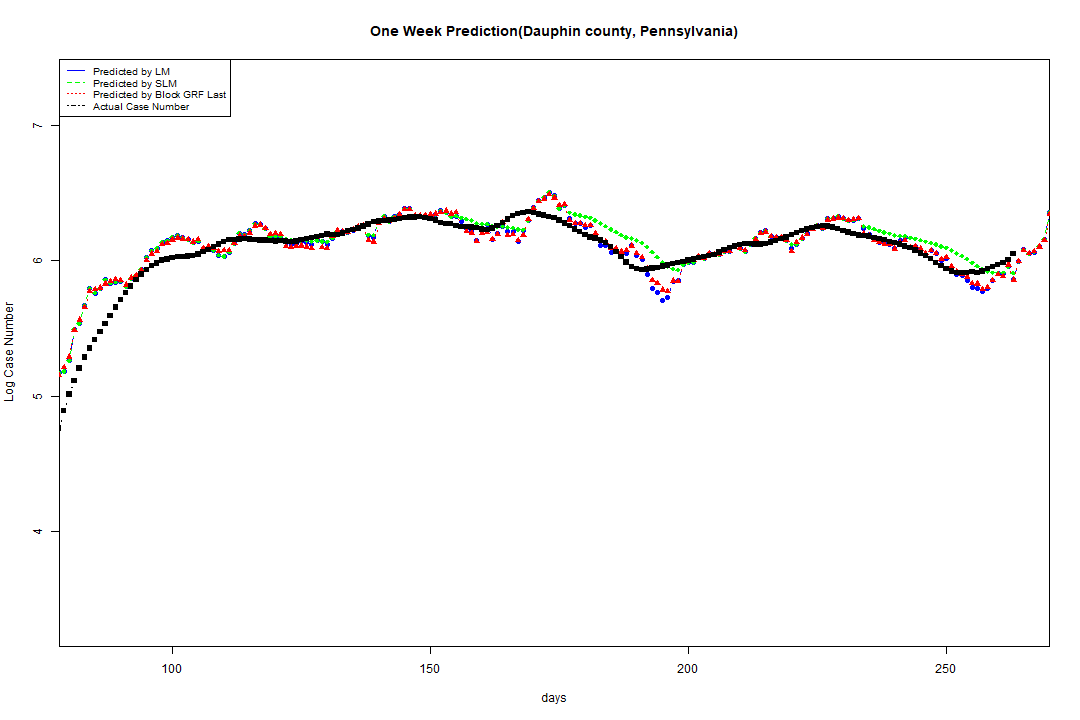 One Week Prediction(Dauphin county, Pennsylvania)
Predicted by LM
Predicted by SLM
Predicted by Block GRF Last
Actual Case Number
7
6
5
4
Log Case Number
100 150 200 250
days